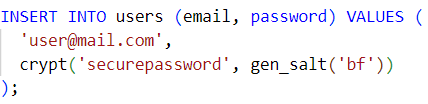 INSERT INTO users (email, password) VALUES (
  'user@mail.com',
  crypt('securepassword', gen_salt('bf'))
);